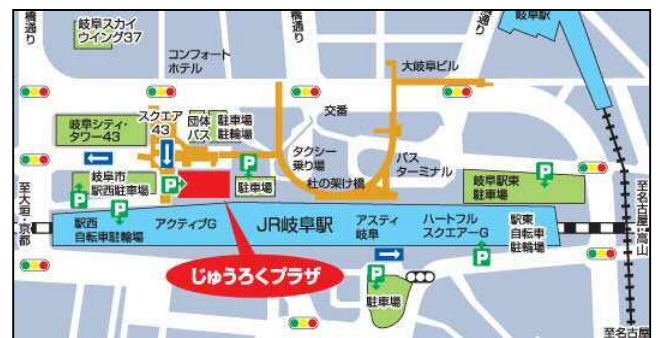 橋通り
岐阜スカイ
ウイング37
コンフォート
ホテル
通り
通り
岐阜駅
大岐阜ビル
スクエア
43
団体
バス
駐車場
駐輪場
交番
岐阜シティ・
タワー43
タクシー
乗り場
バス
ターミナル
岐阜市
駅西駐車場
P
P
P
駐車場
杜の架け橋
岐阜駅東
駐車場
P
至大垣・京都
P
駅西
自転車駐輪場
アクティブG
JR岐阜駅
アスティ
岐阜
ハートフル
スクエアーG
駅東
自転車
駐輪場
至名古屋・高山
P
じゅうろくプラザ
P
駐車場
至名古屋